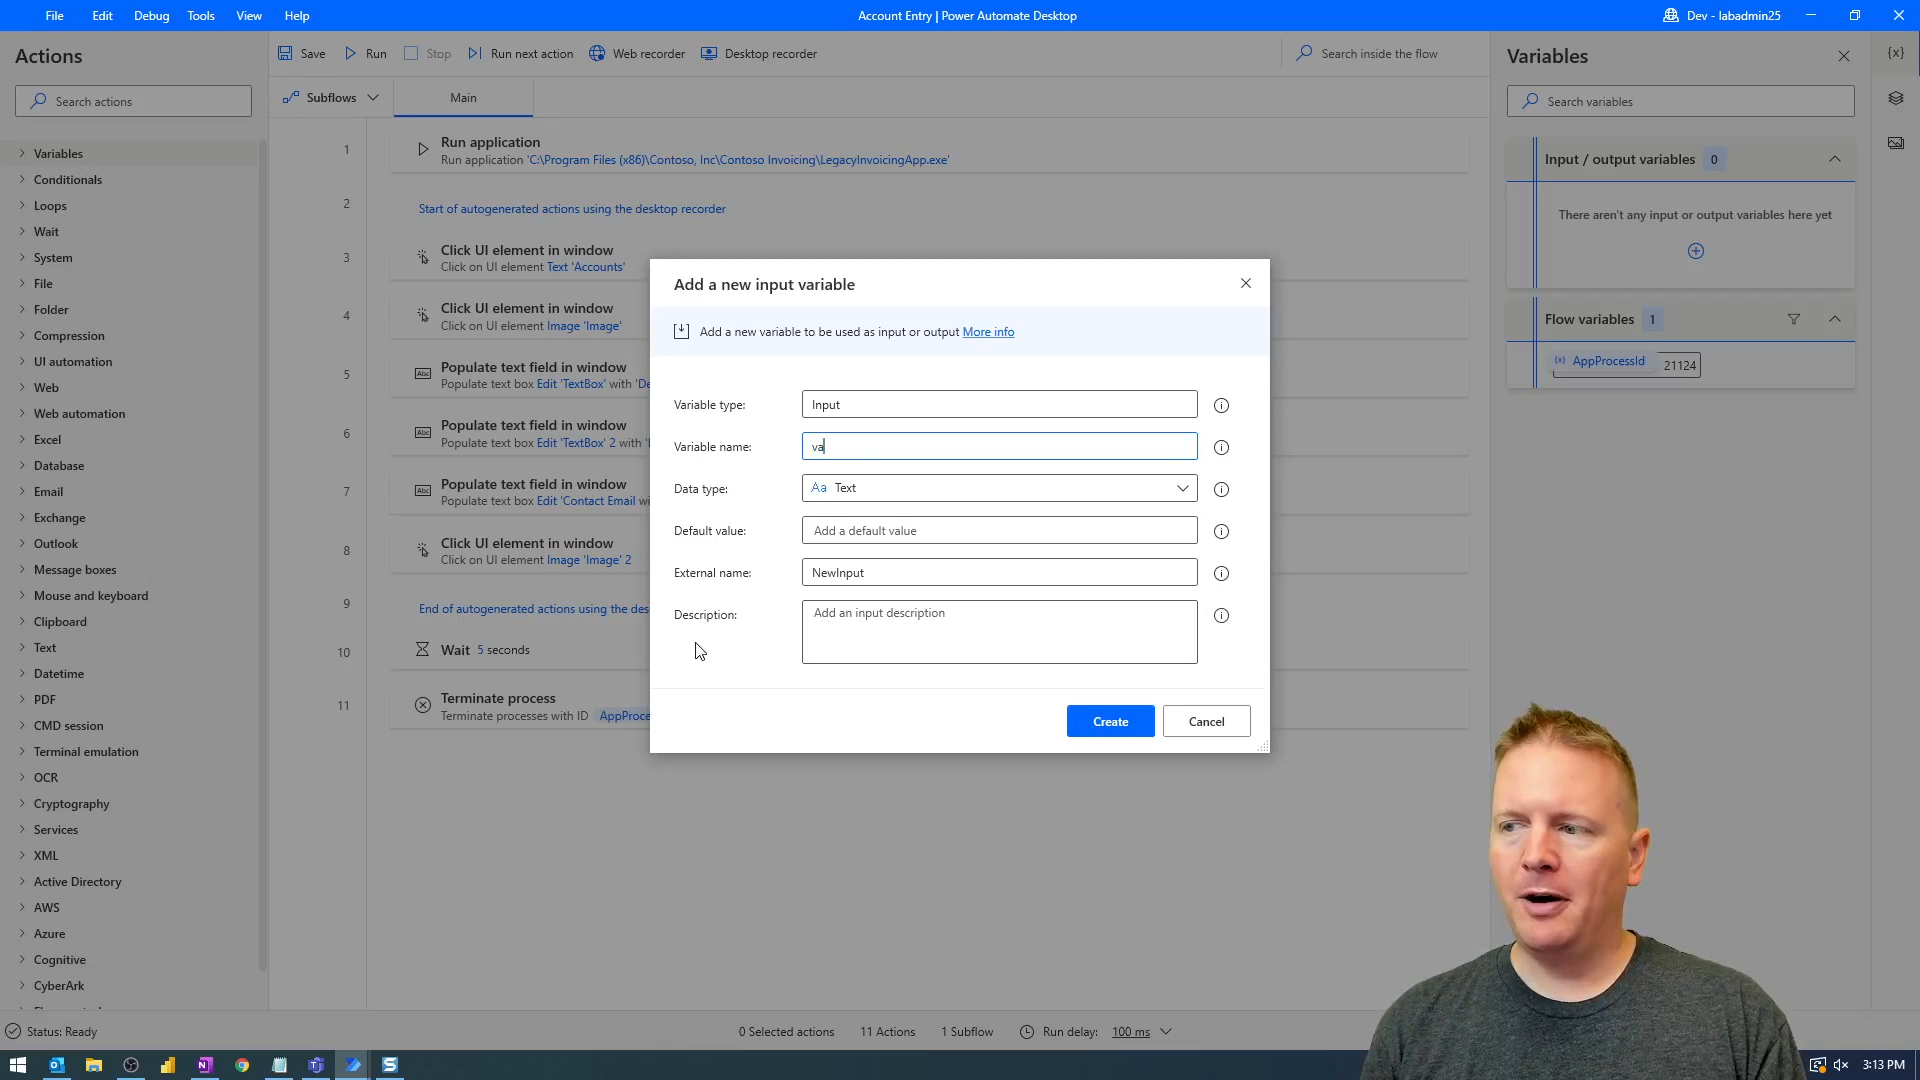 File Edit Debug Tools View Help
Account Entry | Power Automate Desktop
Dev - labadmin25
Actions
Search actions
Variables
Conditionals
Loops
Wait
System
File
Folder
Compression
UI automation
Web
Web automation
Excel
Database
Email
Exchange
Outlook
Message boxes
Mouse and keyboard
Clipboard
Text
Datetime
PDF
CMD session
Terminal emulation
OCR
Cryptography
Services
XML
Active Directory
AWS
Azure
Cognitive
CyberArk
Save Run Stop Run next action Web recorder Desktop recorder
Search inside the flow
Subflows Main
1
Run application
Run application 'C:\Program Files (x86)\Contoso, Inc\Contoso Invoicing\LegacyInvoicingApp.exe'
2
Start of autogenerated actions using the desktop recorder
3
Click UI element in window
Click on UI element Text 'Accounts'
4
Click UI element in window
Click on UI element Image 'Image'
5
Populate text field in window
Populate text box Edit 'TextBox' with 'De
6
Populate text field in window
Populate text box Edit 'TextBox' 2 with '
7
Populate text field in window
Populate text box Edit 'Contact Email wi
8
Click UI element in window
Click on UI element Image 'Image' 2
9
End of autogenerated actions using the des
10
Wait 5 seconds
11
Terminate process
Terminate processes with ID AppProce
Add a new input variable
Add a new variable to be used as input or output More info
Variable type: Input
Variable name: va
Data type: Aa Text
Default value: Add a default value
External name: NewInput
Description: Add an input description
Create Cancel
Variables
{x}
Search variables
Input / output variables 0
There aren't any input or output variables here yet
Flow variables 1
(x) AppProcessId 21124
Status: Ready
0 Selected actions 11 Actions 1 Subflow Run delay: 100 ms
3:13 PM